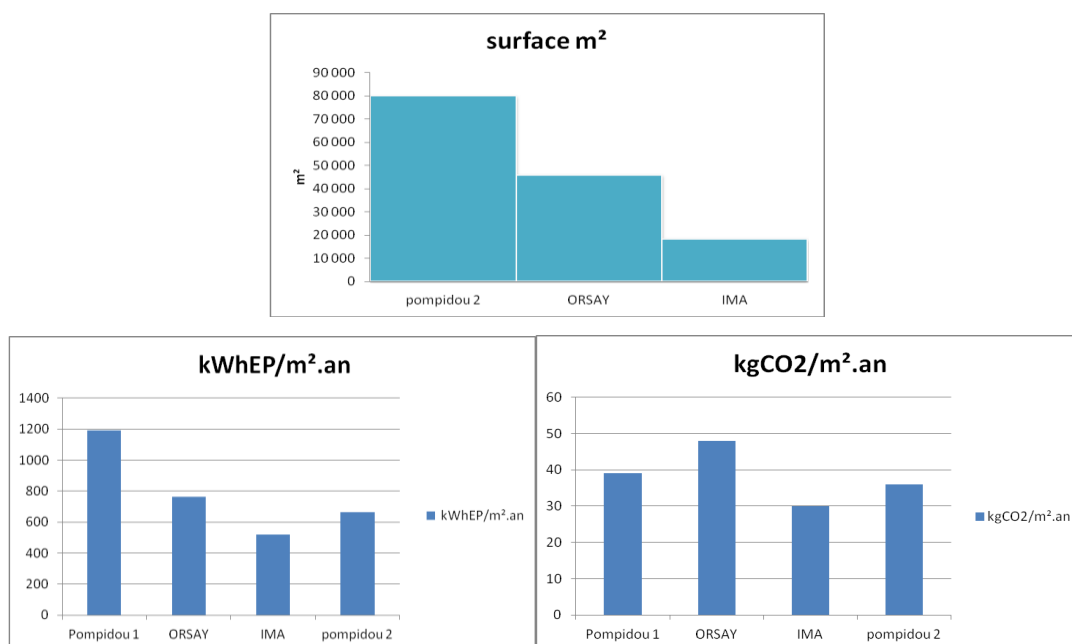 surface m²
90 000
80 000
70 000
60 000
50 000
40 000
30 000
20 000
10 000
0
m²
pompidou 2 ORSAY IMA
kWhEP/m².an
1400
1200
1000
800
600
400
200
0
Pompidou 1 ORSAY IMA pompidou 2
kWhEP/m².an
kgCO2/m².an
60
50
40
30
20
10
0
Pompidou 1 ORSAY IMA pompidou 2
kgCO2/m².an